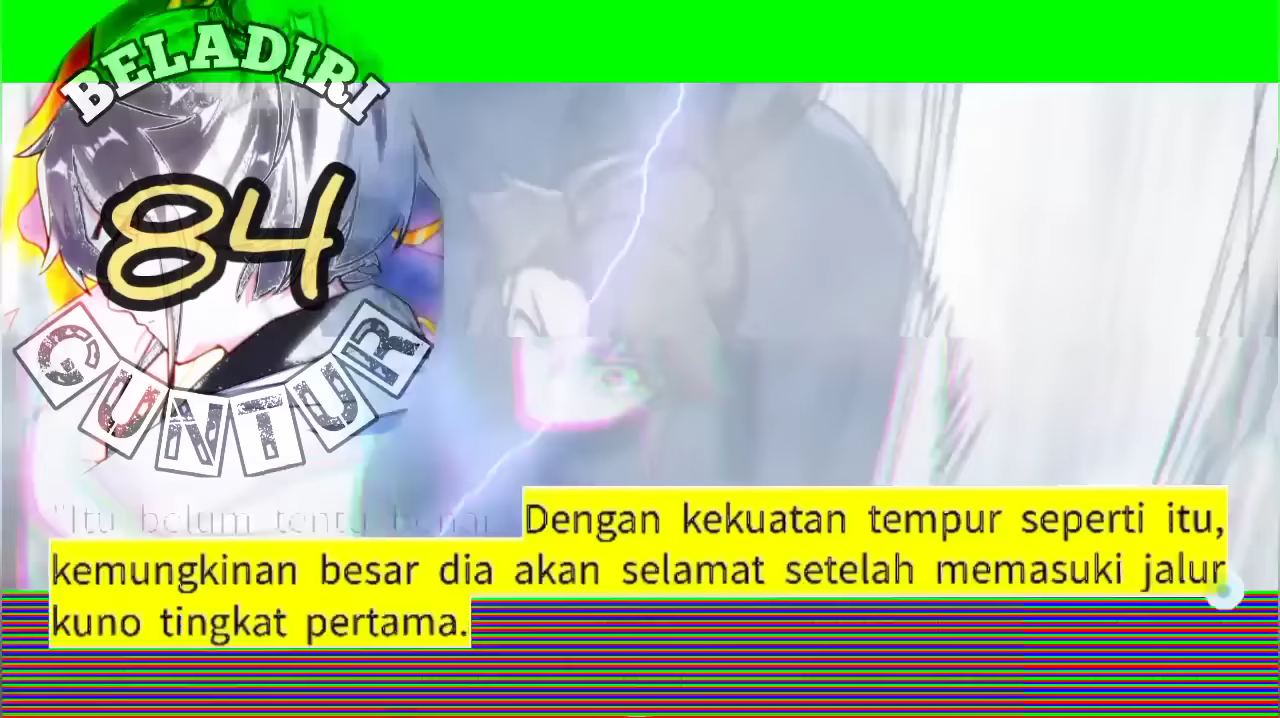 BELADIRI
84
GUNTUR
"Itu belum tentu benar. Dengan kekuatan tempur seperti itu,
kemungkinan besar dia akan selamat setelah memasuki jalur
kuno tingkat pertama.